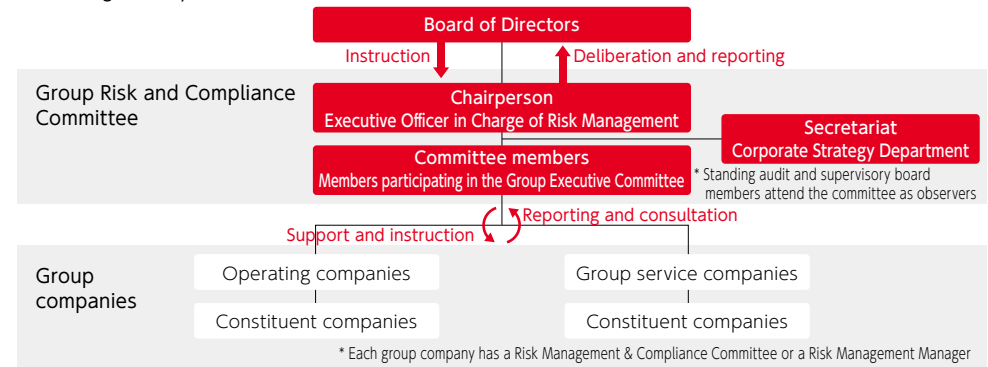 Board of Directors
Instruction
Deliberation and reporting
Group Risk and Compliance
Committee
Chairperson
Executive Officer in Charge of Risk Management
Secretariat
Corporate Strategy Department
Committee members
Members participating in the Group Executive Committee
* Standing audit and supervisory board
members attend the committee as observers
Reporting and consultation
Support and instruction
Group
companies
Operating companies
Group service companies
Constituent companies
Constituent companies
* Each group company has a Risk Management & Compliance Committee or a Risk Management Manager